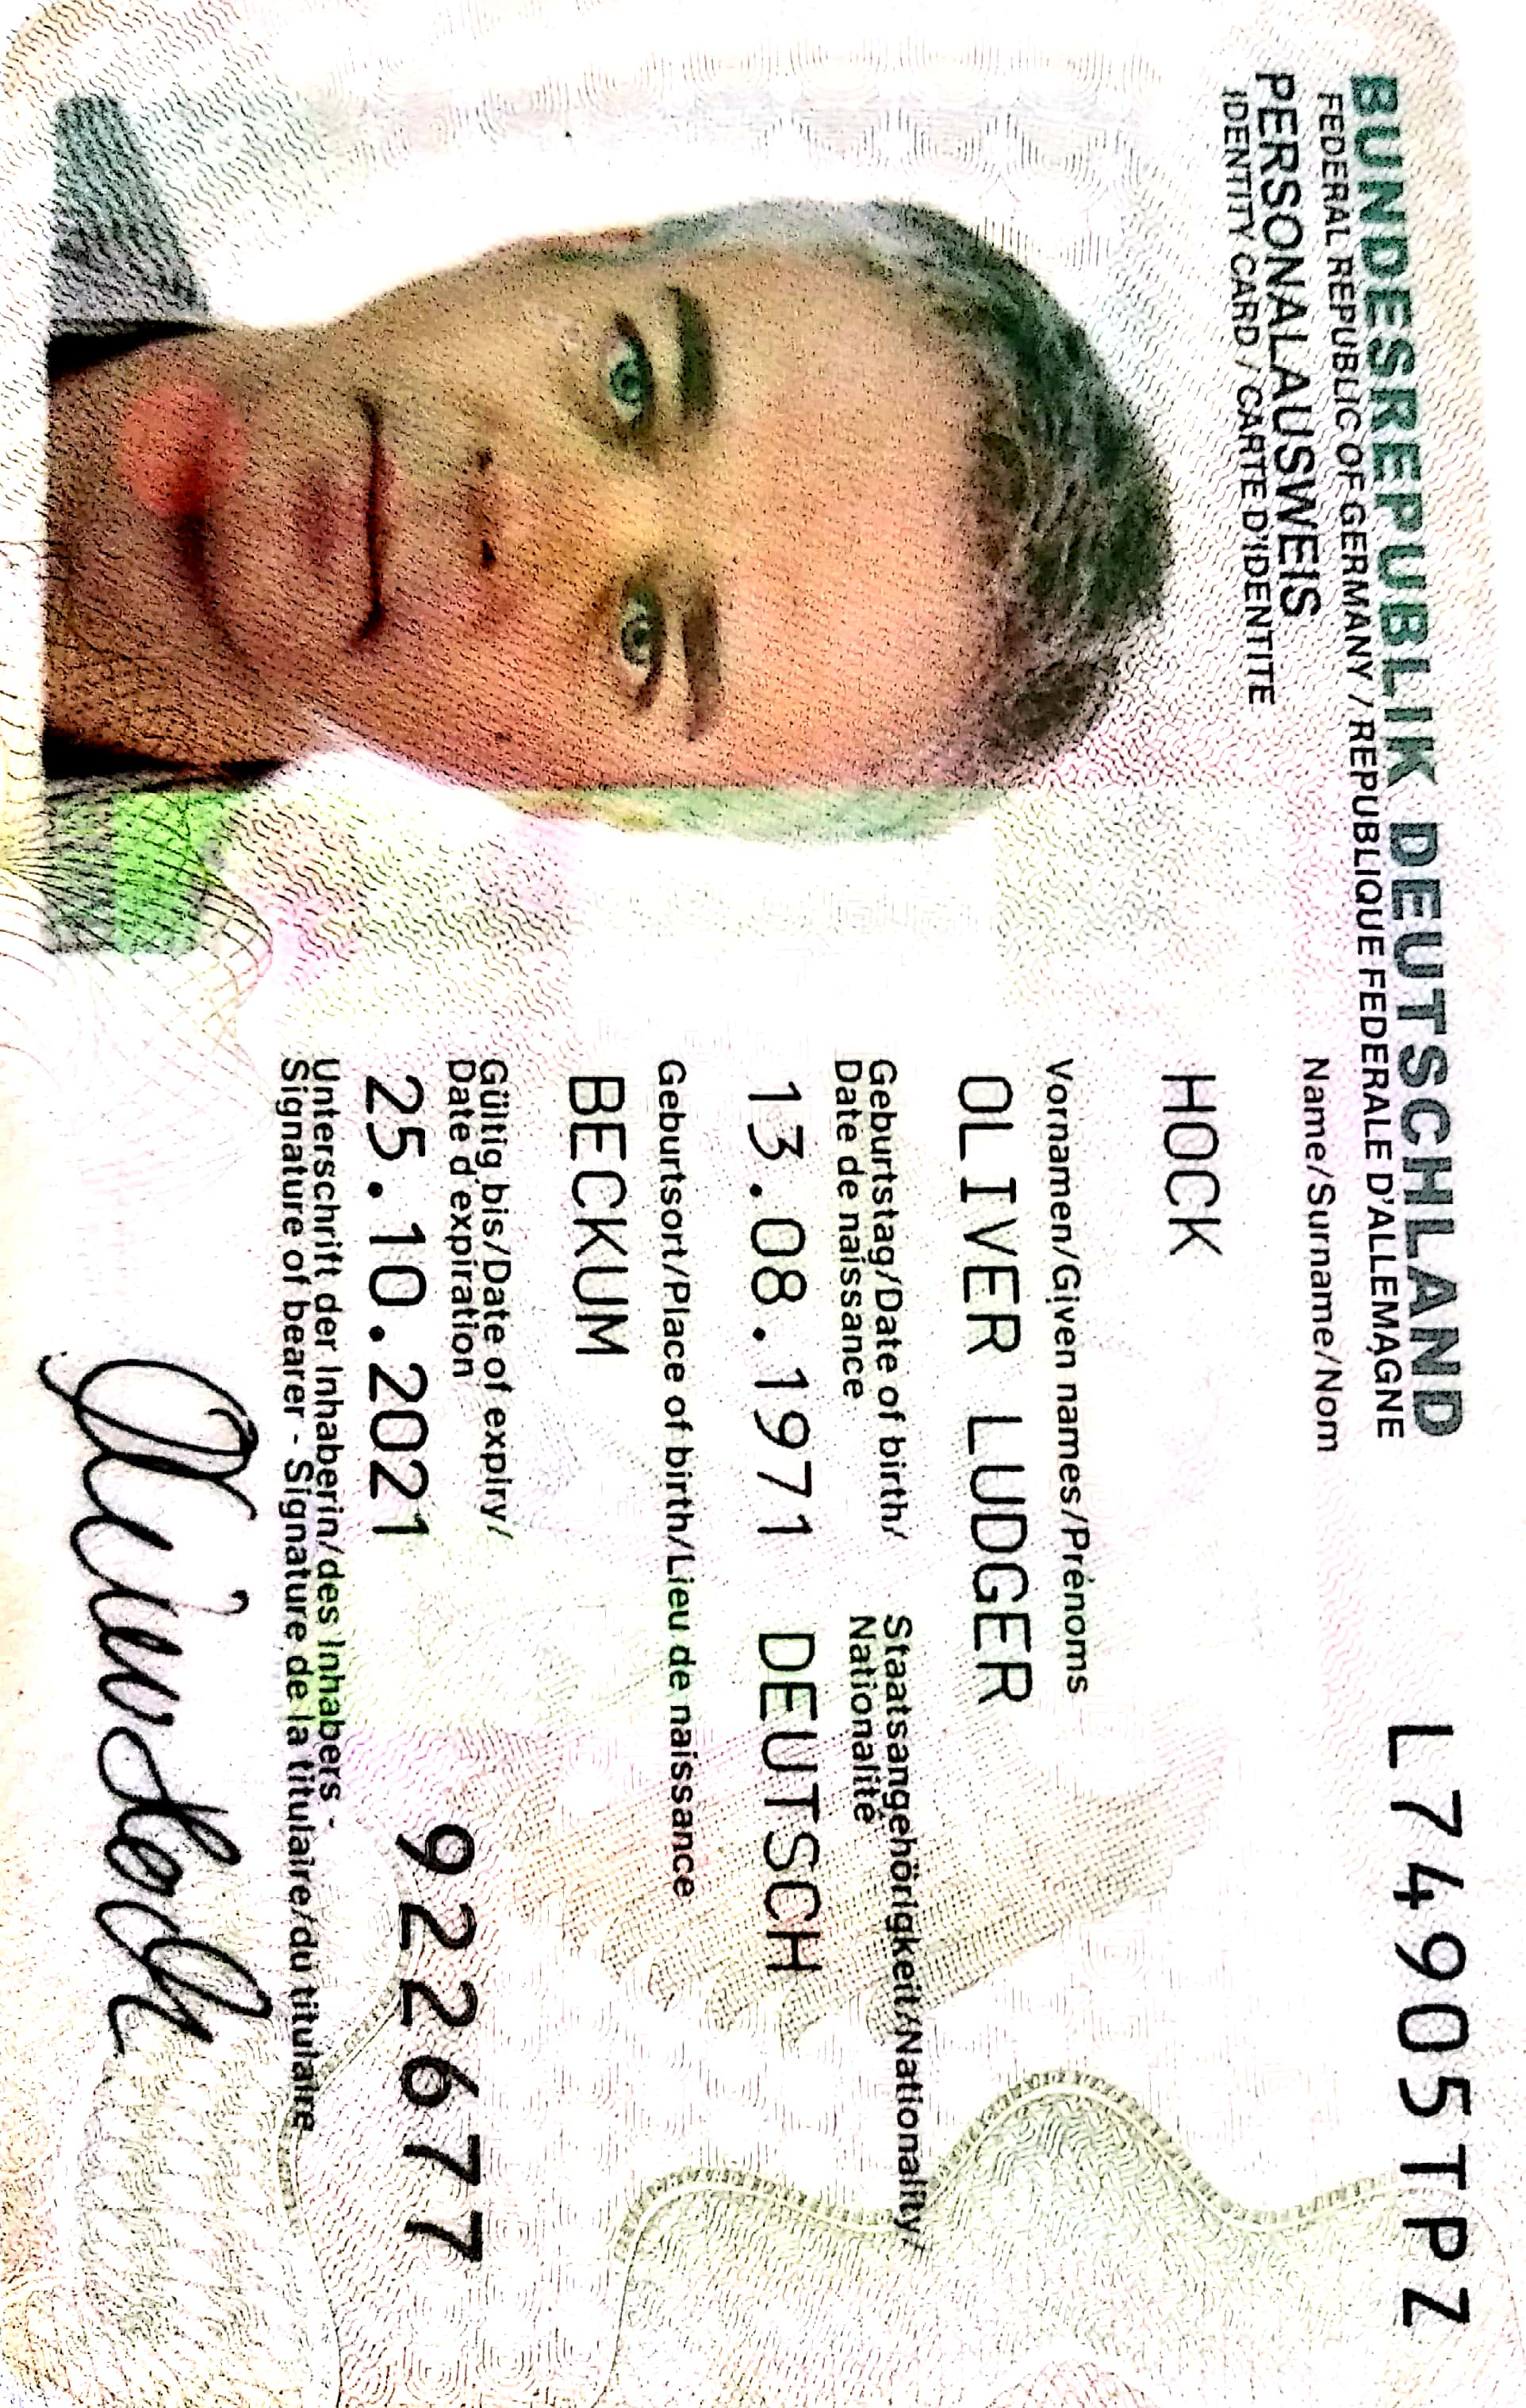 BUNDESREPUBLIK DEUTSCHLAND
L74905TPZ
FEDERAL REPUBLIC OF GERMANY / REPUBLIQUE FEDERALE D'ALLEMAGNE
PERSONALAUSWEIS
IDENTITY CARD / CARTE D'IDENTITE
Name/Surname/Nom
HOCK
Vornamen/Given names/Prénoms
OLIVER LUDGER
Geburtstag/Date of birth/
Date de naissance
Staatsangehörigkeit/Nationality/
Nationalité
13.08.1971 DEUTSCH
Geburtsort/Place of birth/Lieu de naissance
BECKUM
Gültig bis/Date of expiry/
Date d'expiration
25.10.2021
922677
Unterschrift der Inhaberin/des Inhabers -
Signature of bearer - Signature de la titulaire/du titulaire